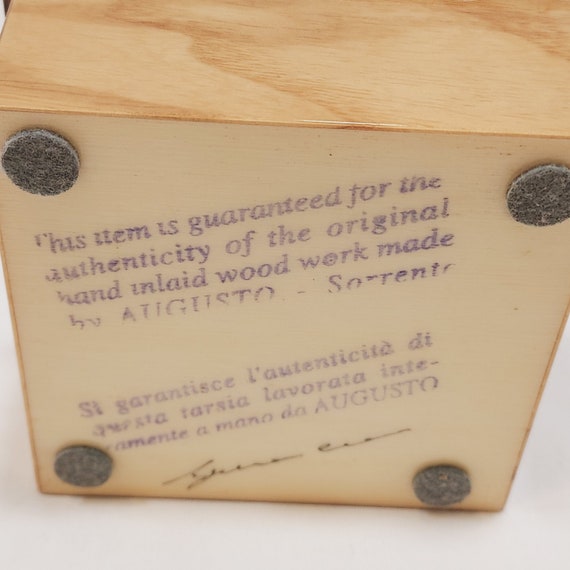 This item is guaranteed for the
authenticity of the original
hand inlaid wood work made
by AUGUSTO - Sorrento
Si garantisce l'autenticità di
questa tarsia lavorata inte-
ramente a mano da AUGUSTO